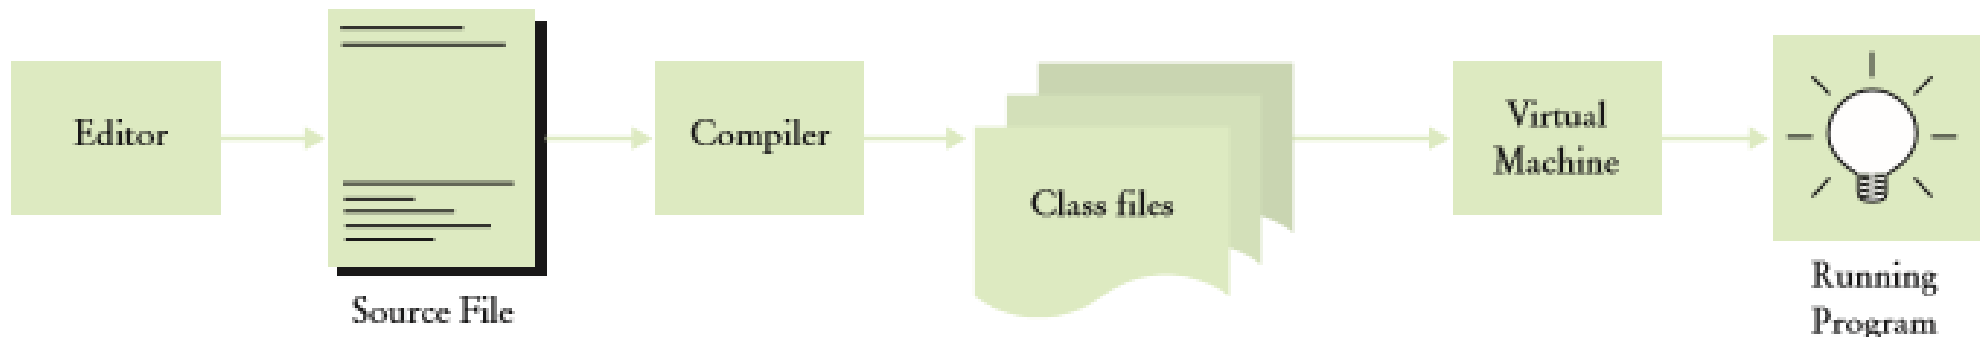 Editor
Source File
Compiler
Class files
Virtual
Machine
Running
Program